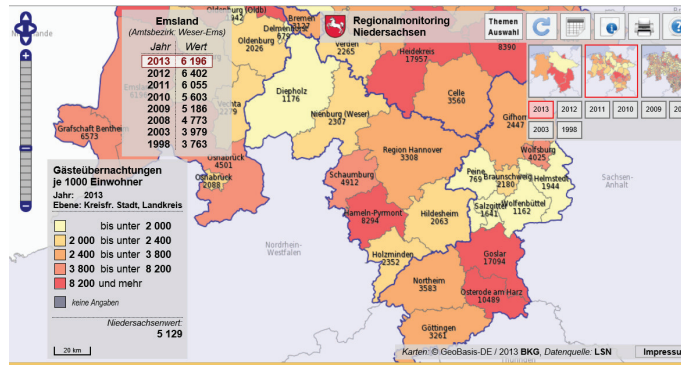 Emsland
(Amtsbezirk: Weser-Ems)
Jahr Wert
2013 6 196
2012 6 402
2011 6 055
2010 5 603
2009 5 186
2008 4 773
2003 3 979
1998 3 763
Regionalmonitoring
Niedersachsen
Themen
Auswahl
2013 2012 2011 2010 2009
2003 1998
Oldenburg (Oldb)
Bremen
Delmenhorst
Oldenburg
2026
Verden
2265
Heidekreis
17957
8390
Diepholz
1176
Celle
3560
Gifhorn
2447
Vechta
2279
Nienburg (Weser)
2307
Grafschaft Bentheim
6573
Region Hannover
3308
Wolfsburg
4025
Osnabrück
4501
Osnabrück
2088
Schaumburg
4912
Peine
769
Braunschweig
2180
Helmstedt
1944
Sachsen-
Anhalt
Hameln-Pyrmont
8294
Hildesheim
2063
Salzgitter
1641
Wolfenbüttel
1162
Nordrhein-
Westfalen
Holzminden
2352
Goslar
17094
Northeim
3583
Osterode am Harz
10489
Göttingen
3261
Gästeübernachtungen
je 1000 Einwohner
Jahr: 2013
Ebene: Kreisfr. Stadt, Landkreis
bis unter 2 000
2 000 bis unter 2 400
2 400 bis unter 3 800
3 800 bis unter 8 200
8 200 und mehr
keine Angaben
Niedersachsenwert:
5 129
20 km
Karten: © GeoBasis-DE / 2013 BKG, Datenquelle: LSN
Impressu